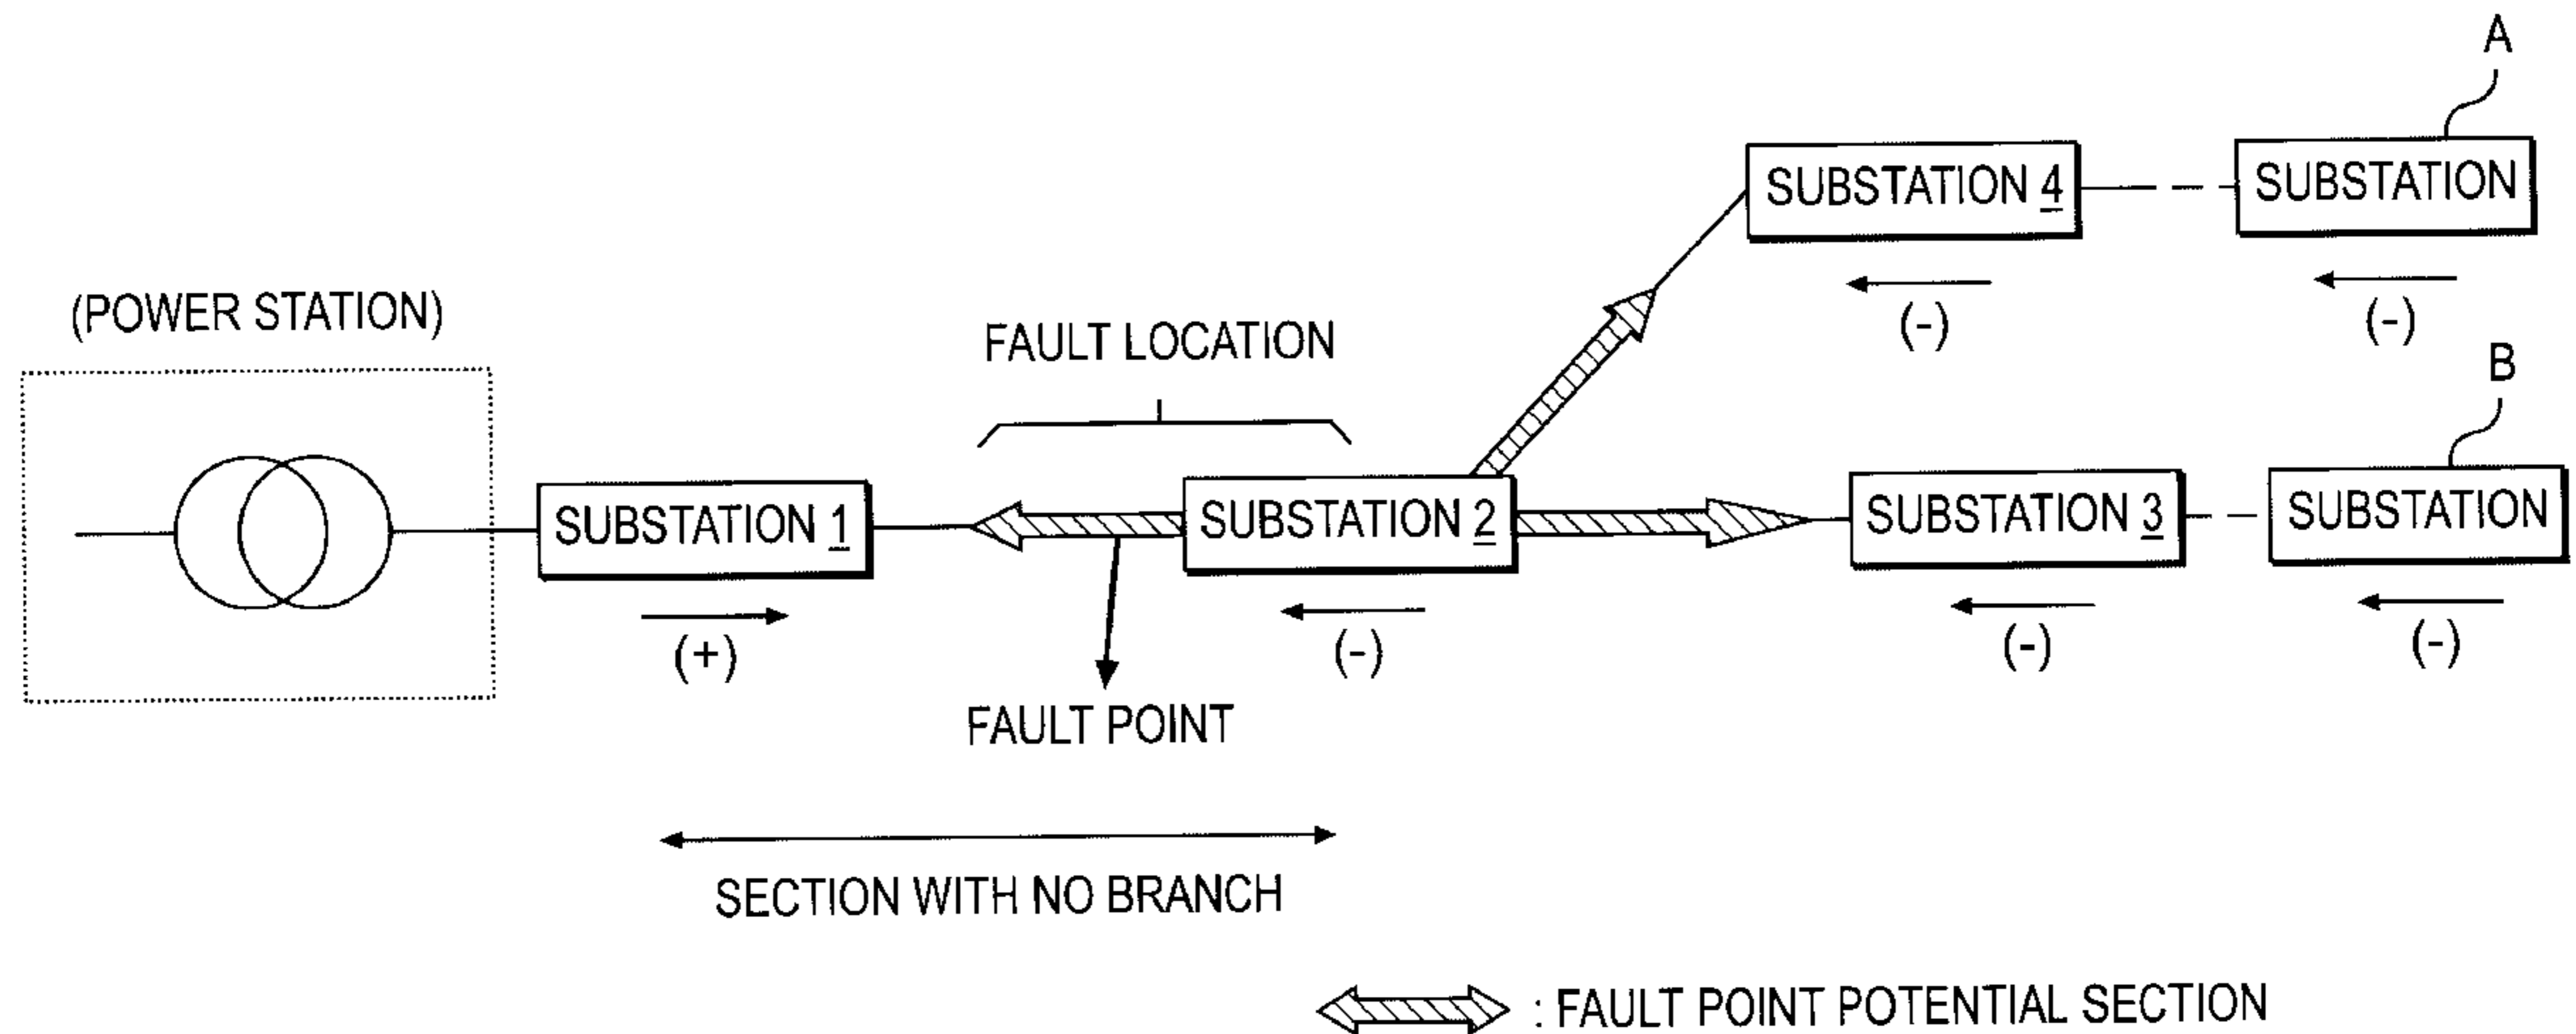 A
SUBSTATION 4
SUBSTATION
(-)
(-)
(POWER STATION)
FAULT LOCATION
B
SUBSTATION 1
SUBSTATION 2
SUBSTATION 3
SUBSTATION
(+)
(-)
(-)
(-)
FAULT POINT
SECTION WITH NO BRANCH
: FAULT POINT POTENTIAL SECTION